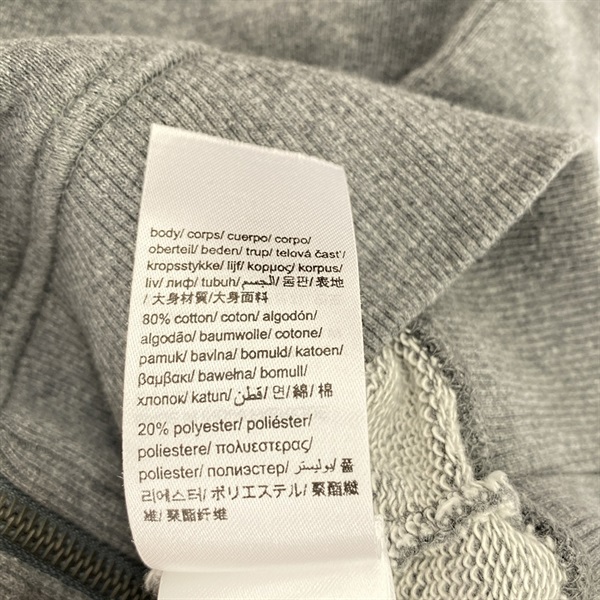 body/ corps/ cuerpo/ corpo/
oberteil/ beden/ trup/ telová časť/
kropsstykke/ lijf/ κορμος/ korpus/
liv/ лиф/ tubuh/ الجسم/ 몸판/ 表地
/ 大身材質/大身面料
80% cotton/ coton/ algodón/
algodão/ baumwolle/ cotone/
pamuk/ bavlna/ bomuld/ katoen/
βαμβακι/ bawełna/ bomull/
хлопок/ katun/ قطن/ 면/ 綿/ 棉
20% polyester/ poliéster/
poliestere/ πολυεστερας/
poliester/ полиэстер/ بوليستر/ 폴
리에스터/ ポリエステル/ 聚酯纖
維/ 聚酯纤维